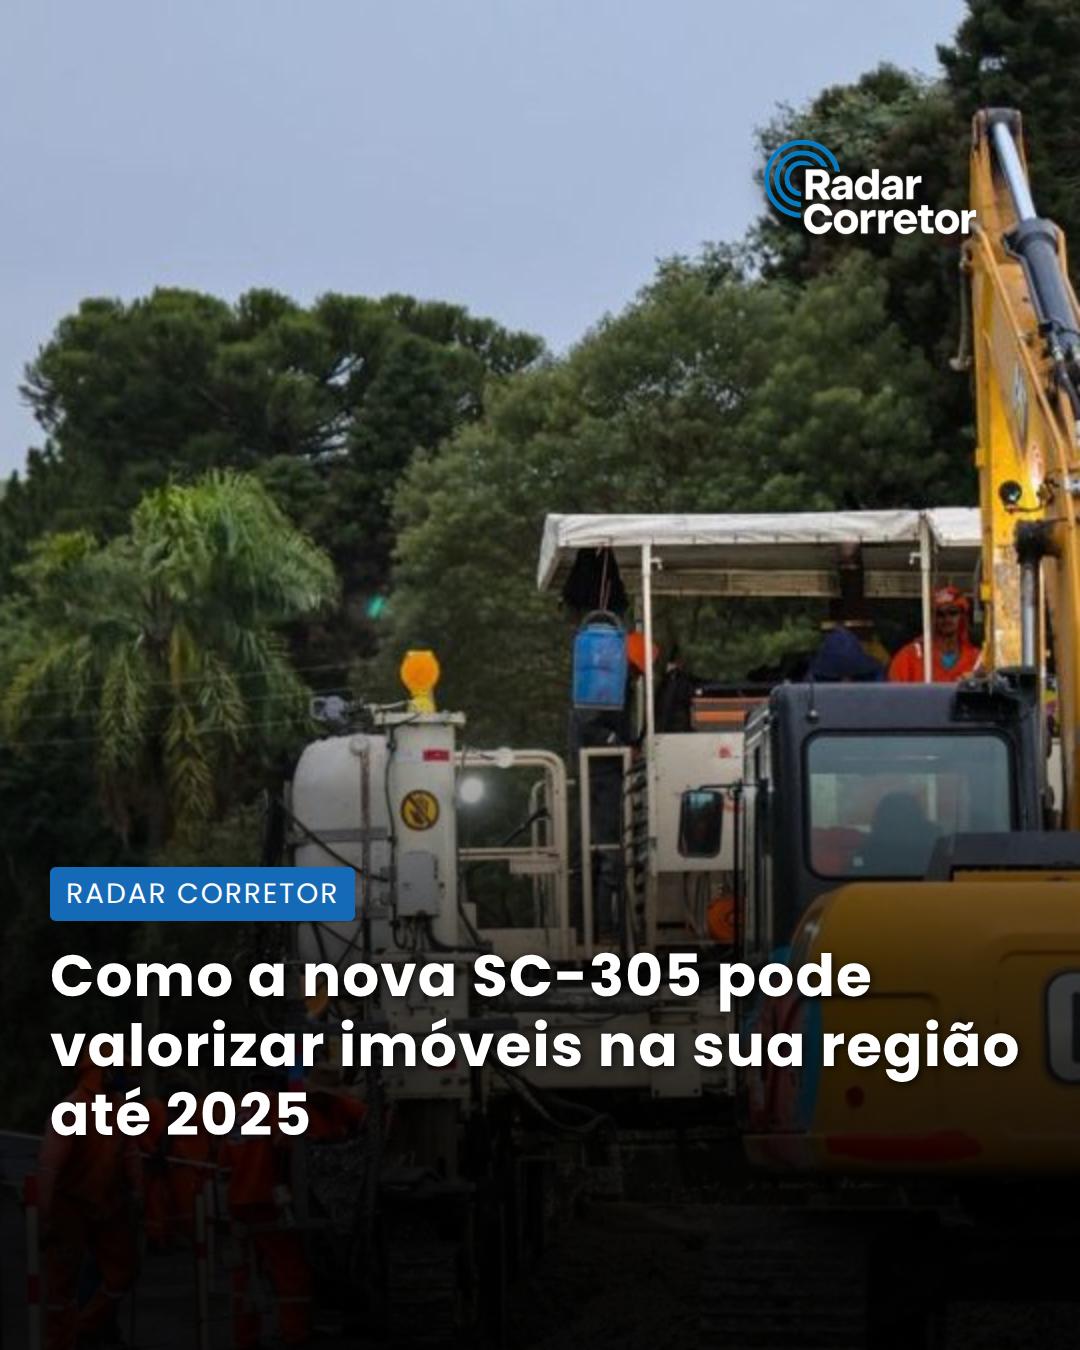 Radar
Corretor
RADAR CORRETOR
Como a nova SC-305 pode
valorizar imóveis na sua região
até 2025